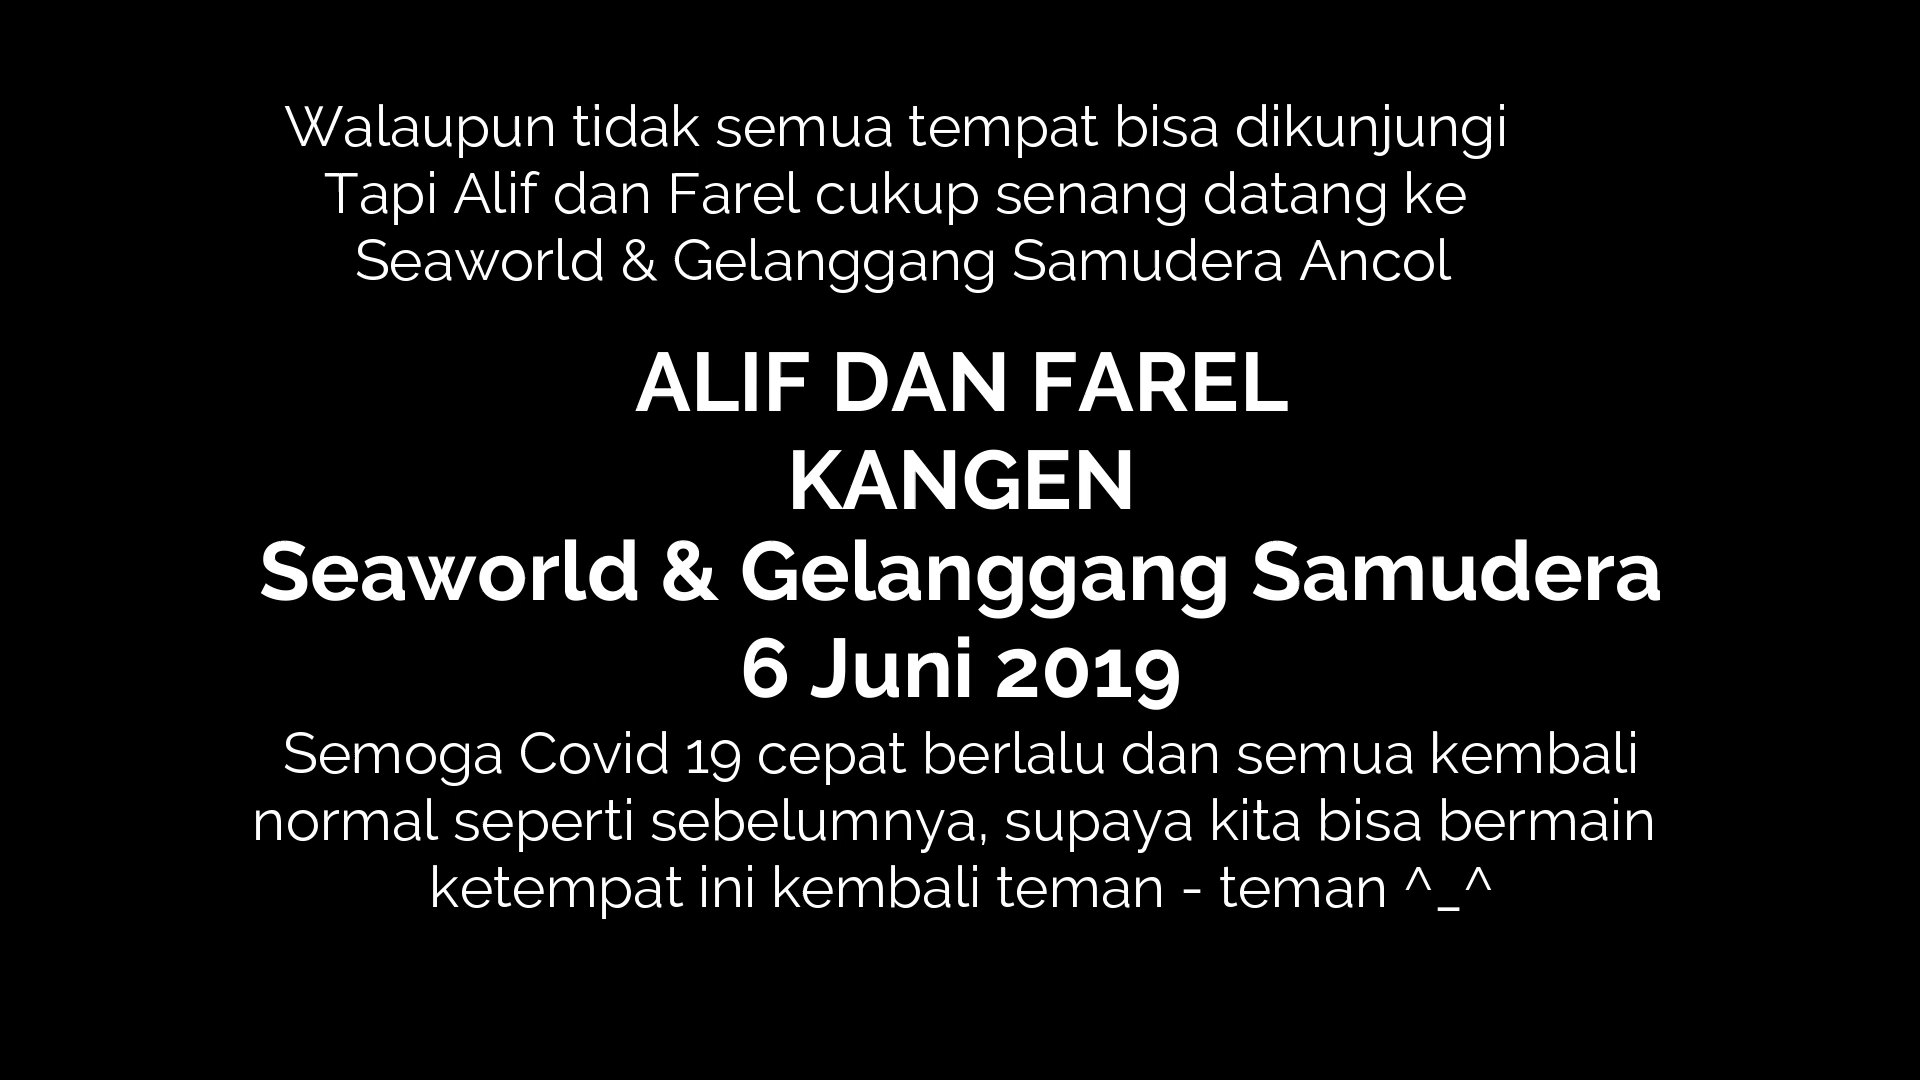 Walaupun tidak semua tempat bisa dikunjungi
Tapi Alif dan Farel cukup senang datang ke
Seaworld & Gelanggang Samudera Ancol
ALIF DAN FAREL
KANGEN
Seaworld & Gelanggang Samudera
6 Juni 2019
Semoga Covid 19 cepat berlalu dan semua kembali
normal seperti sebelumnya, supaya kita bisa bermain
ketempat ini kembali teman - teman ^_^